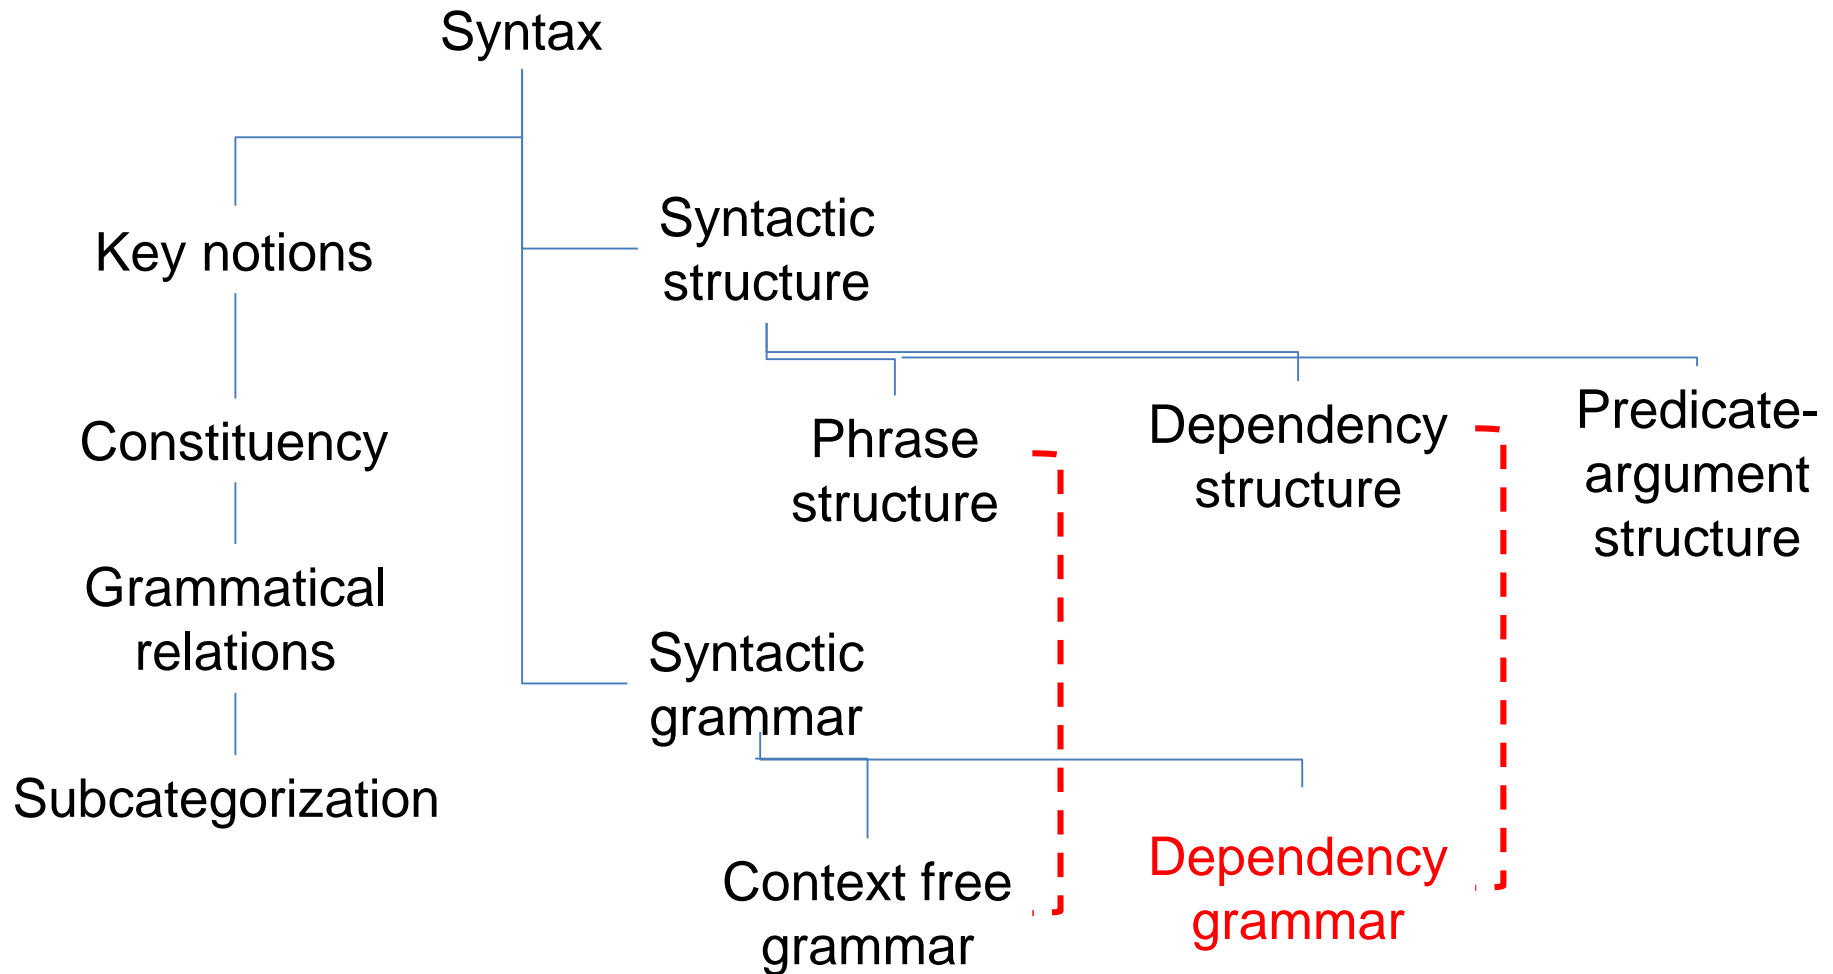 Syntax
Key notions
Constituency
Grammatical
relations
Subcategorization
Syntactic
structure
Phrase
structure
Dependency
structure
Predicate-
argument
structure
Syntactic
grammar
Context free
grammar
Dependency
grammar